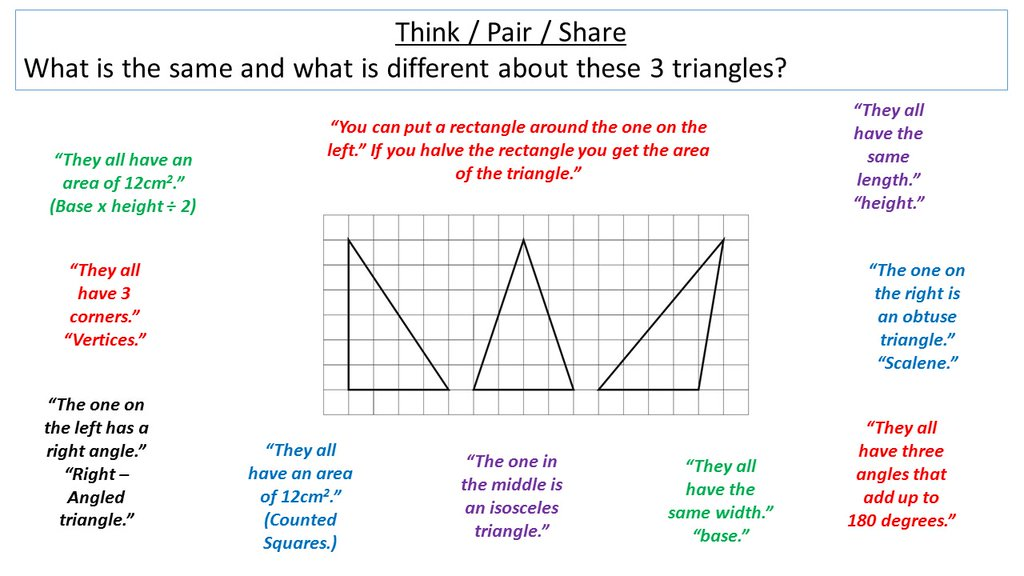 Think / Pair / Share
What is the same and what is different about these 3 triangles?
“You can put a rectangle around the one on the
left.” If you halve the rectangle you get the area
of the triangle.”
“They all
have the
same
length.”
“height.”
“They all have an
area of 12cm².”
(Base x height ÷ 2)
“They all
have 3
corners.”
“Vertices.”
“The one on
the right is
an obtuse
triangle.”
“Scalene.”
“The one on
the left has a
right angle.”
“Right –
Angled
triangle.”
“They all
have an area
of 12cm².”
(Counted
Squares.)
“The one in
the middle is
an isosceles
triangle.”
“They all
have the
same width.”
“base.”
“They all
have three
angles that
add up to
180 degrees.”